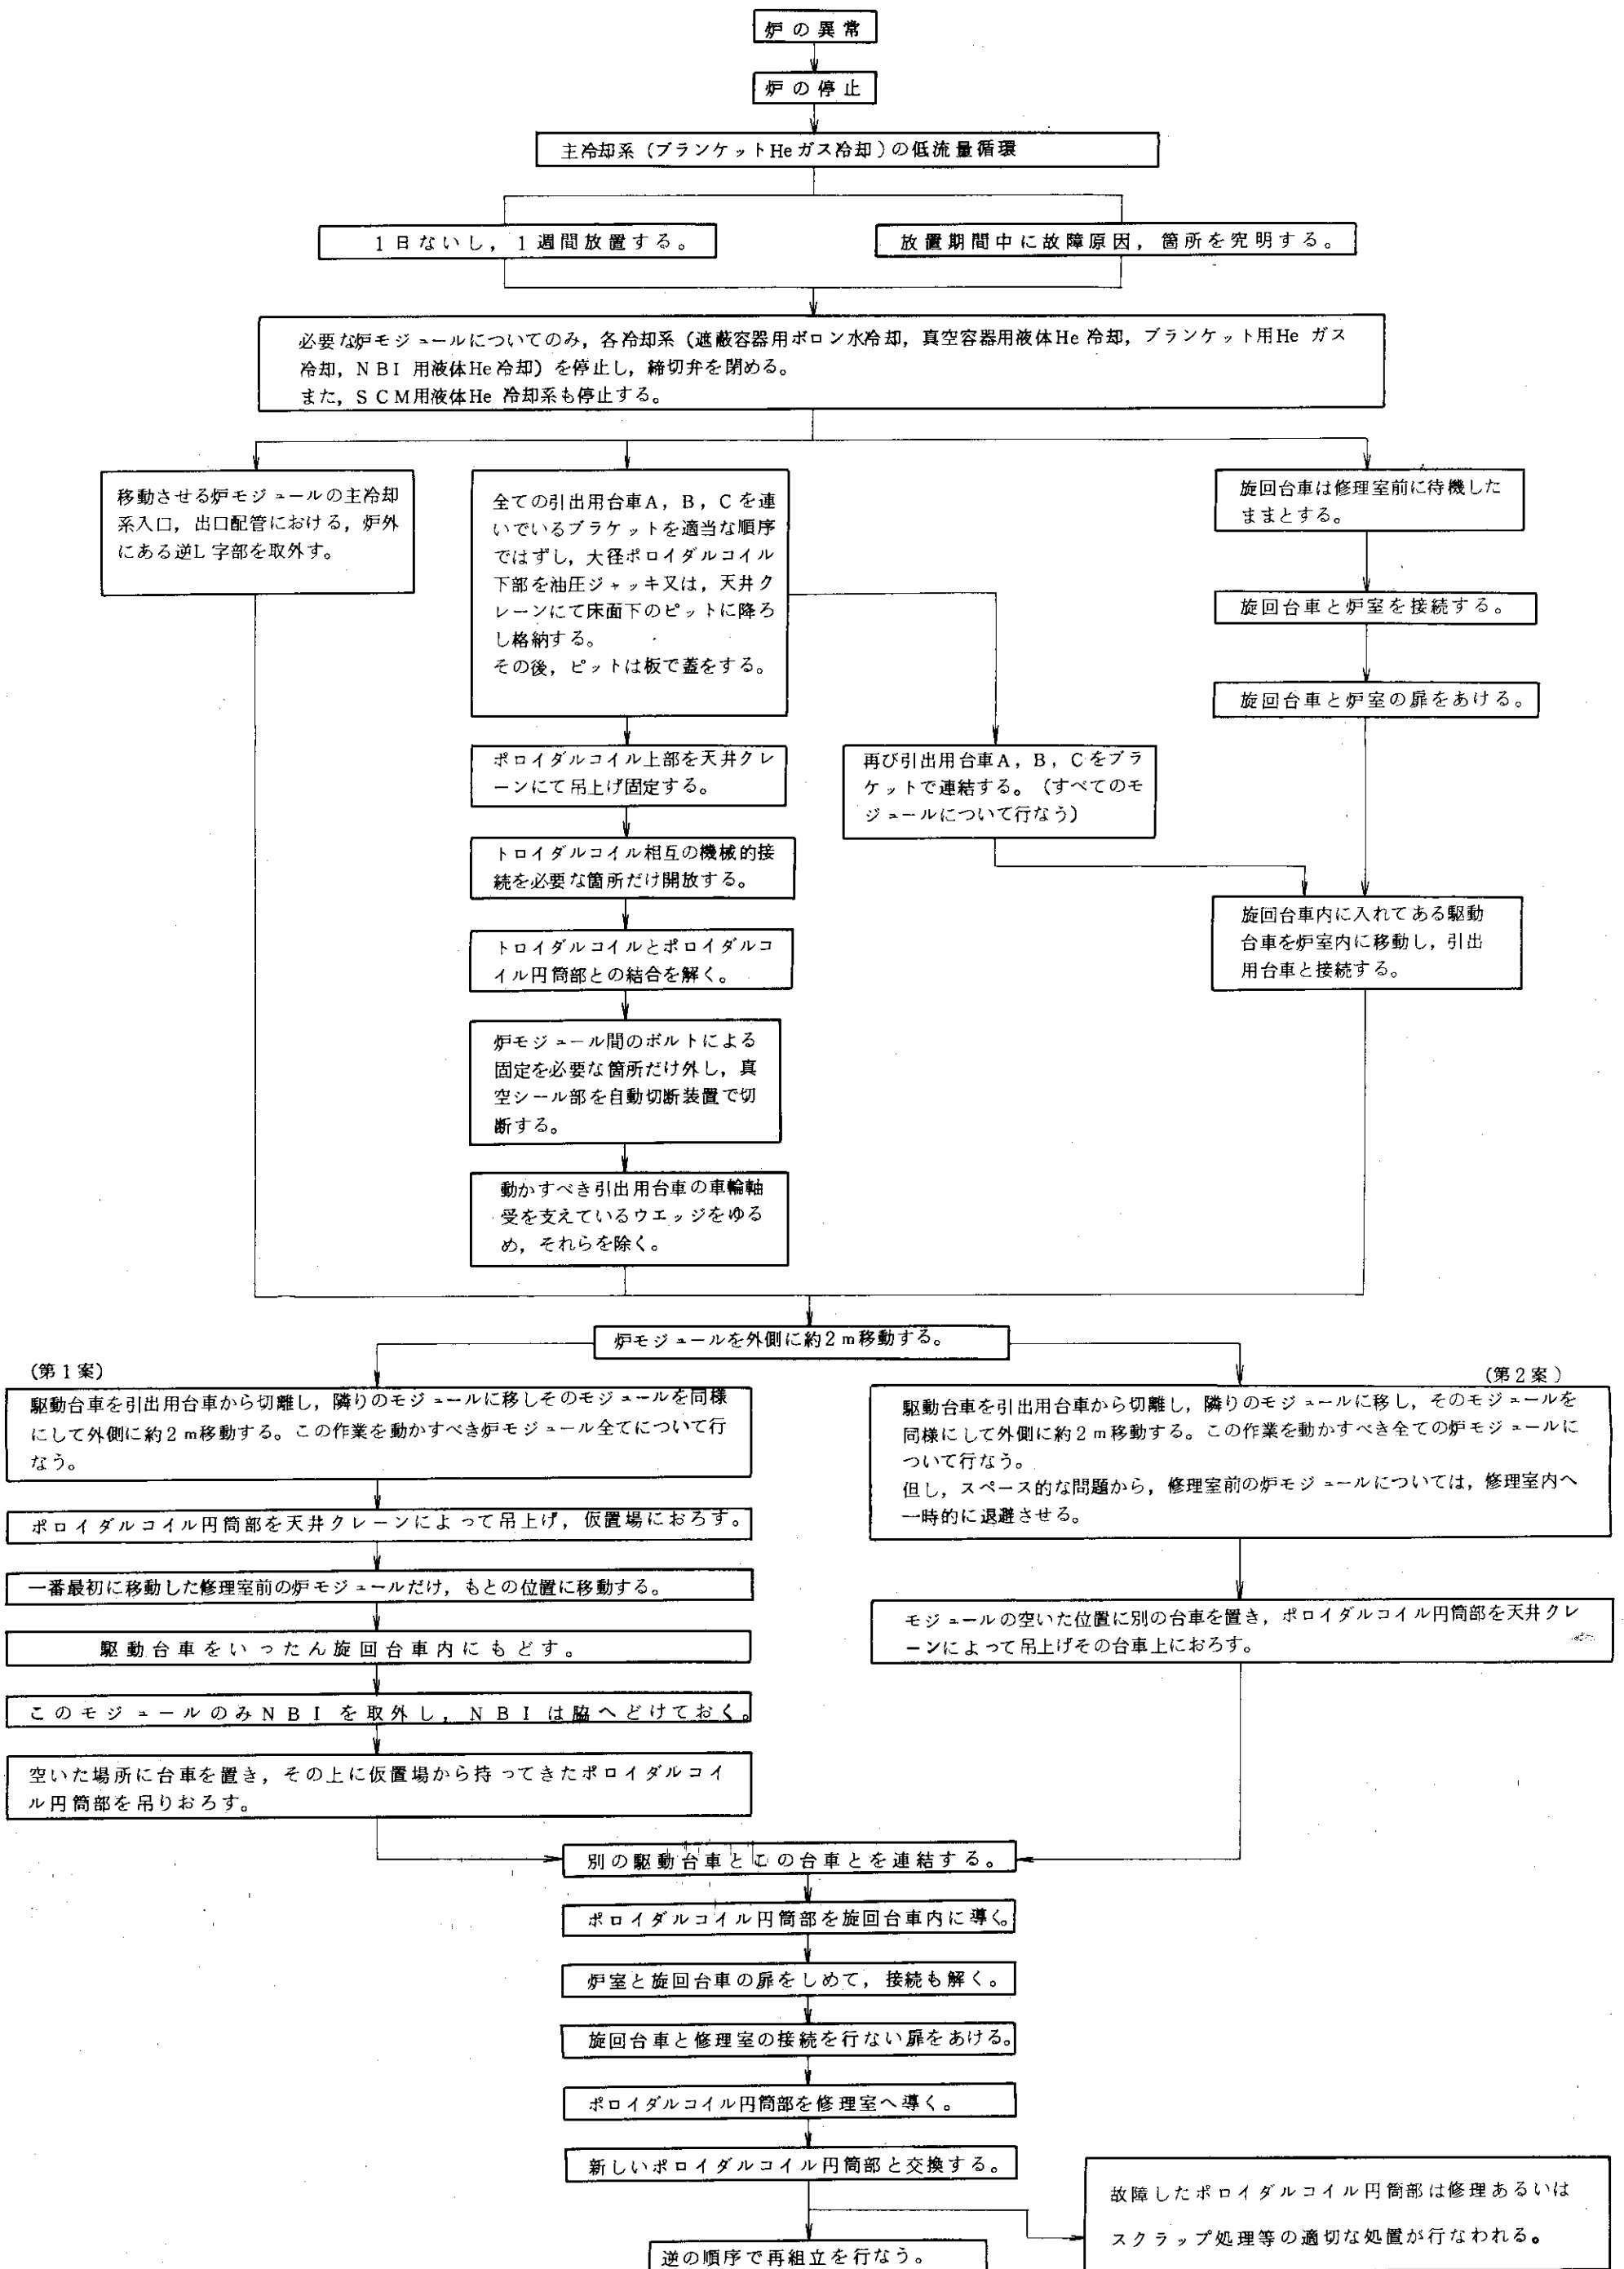 炉の異常
炉の停止
主冷却系（ブランケットHeガス冷却）の低流量循環
1日ないし，1週間放置する。
放置期間中に故障原因，箇所を究明する。
必要な炉モジュールについてのみ，各冷却系（遮蔽容器用ボロン水冷却，真空容器用液体He冷却，ブランケット用Heガス
冷却，NBI用液体He冷却）を停止し，締切弁を閉める。
また，SCM用液体He冷却系も停止する。
移動させる炉モジュールの主冷却
系入口，出口配管における，炉外
にある逆L字部を取外す。
全ての引出用台車A，B，Cを連
いでいるブラケットを適当な順序
ではずし，大径ポロイダルコイル
下部を油圧ジャッキ又は，天井ク
レーンにて床面下のピットに降ろ
し格納する。
その後，ピットは板で蓋をする。
ポロイダルコイル上部を天井クレ
ーンにて吊上げ固定する。
トロイダルコイル相互の機械的接
続を必要な箇所だけ開放する。
トロイダルコイルとポロイダルコ
イル円筒部との結合を解く。
炉モジュール間のボルトによる
固定を必要な箇所だけ外し，真
空シール部を自動切断装置で切
断する。
動かすべき引出用台車の車輪軸
受を支えているウエッジをゆる
め，それらを除く。
再び引出用台車A，B，Cをブラ
ケットで連結する。（すべてのモ
ジュールについて行なう）
旋回台車は修理室前に待機した
ままとする。
旋回台車と炉室を接続する。
旋回台車と炉室の扉をあける。
旋回台車内に入れてある駆動
台車を炉室内に移動し，引出
用台車と接続する。
炉モジュールを外側に約2m移動する。
（第1案）
駆動台車を引出用台車から切離し，隣りのモジュールに移しそのモジュールを同様
にして外側に約2m移動する。この作業を動かすべき炉モジュール全てについて行
なう。
ポロイダルコイル円筒部を天井クレーンによって吊上げ，仮置場におろす。
一番最初に移動した修理室前の炉モジュールだけ，もとの位置に移動する。
駆動台車をいったん旋回台車内にもどす。
このモジュールのみNBIを取外し，NBIは脇へどけておく。
空いた場所に台車を置き，その上に仮置場から持ってきたポロイダルコイ
ル円筒部を吊りおろす。
（第2案）
駆動台車を引出用台車から切離し，隣りのモジュールに移し，そのモジュールを
同様にして外側に約2m移動する。この作業を動かすべき全ての炉モジュールに
ついて行なう。
但し，スペース的な問題から，修理室前の炉モジュールについては，修理室内へ
一時的に退避させる。
モジュールの空いた位置に別の台車を置き，ポロイダルコイル円筒部を天井クレ
ーンによって吊上げその台車上におろす。
別の駆動台車とこの台車とを連結する。
ポロイダルコイル円筒部を旋回台車内に導く。
炉室と旋回台車の扉をしめて，接続も解く。
旋回台車と修理室の接続を行ない扉をあける。
ポロイダルコイル円筒部を修理室へ導く。
新しいポロイダルコイル円筒部と交換する。
故障したポロイダルコイル円筒部は修理あるいは
スクラップ処理等の適切な処置が行なわれる。
逆の順序で再組立を行なう。